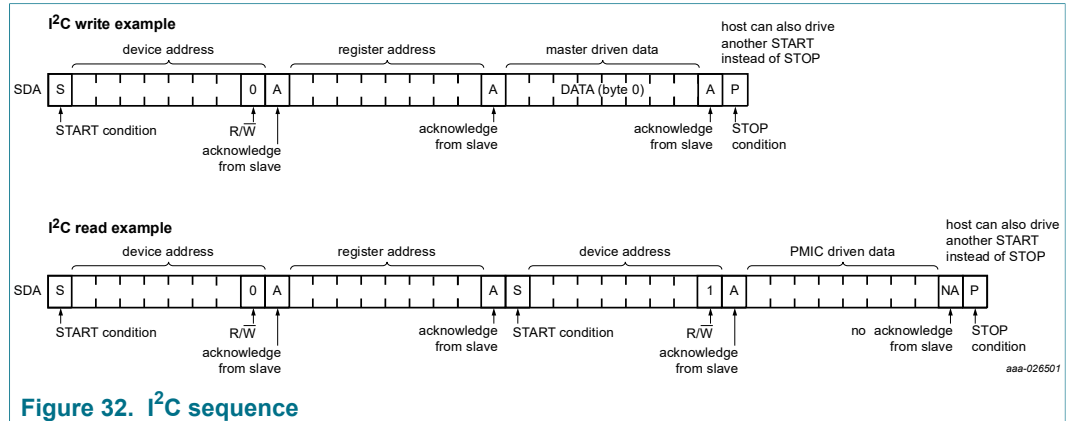 I²C write example
host can also drive
another START
instead of STOP
device address
register address
master driven data
SDA
S
0
A
A
DATA (byte 0)
A
P
START condition
R/W̅
acknowledge
from slave
acknowledge
from slave
acknowledge
from slave
STOP
condition
I²C read example
host can also drive
another START
instead of STOP
device address
register address
device address
PMIC driven data
SDA
S
0
A
A
S
1
A
NA
P
START condition
R/W̅
acknowledge
from slave
acknowledge
from slave
START condition
R/W̅
acknowledge
from slave
no acknowledge
from slave
STOP
condition
aaa-026501
Figure 32. I²C sequence